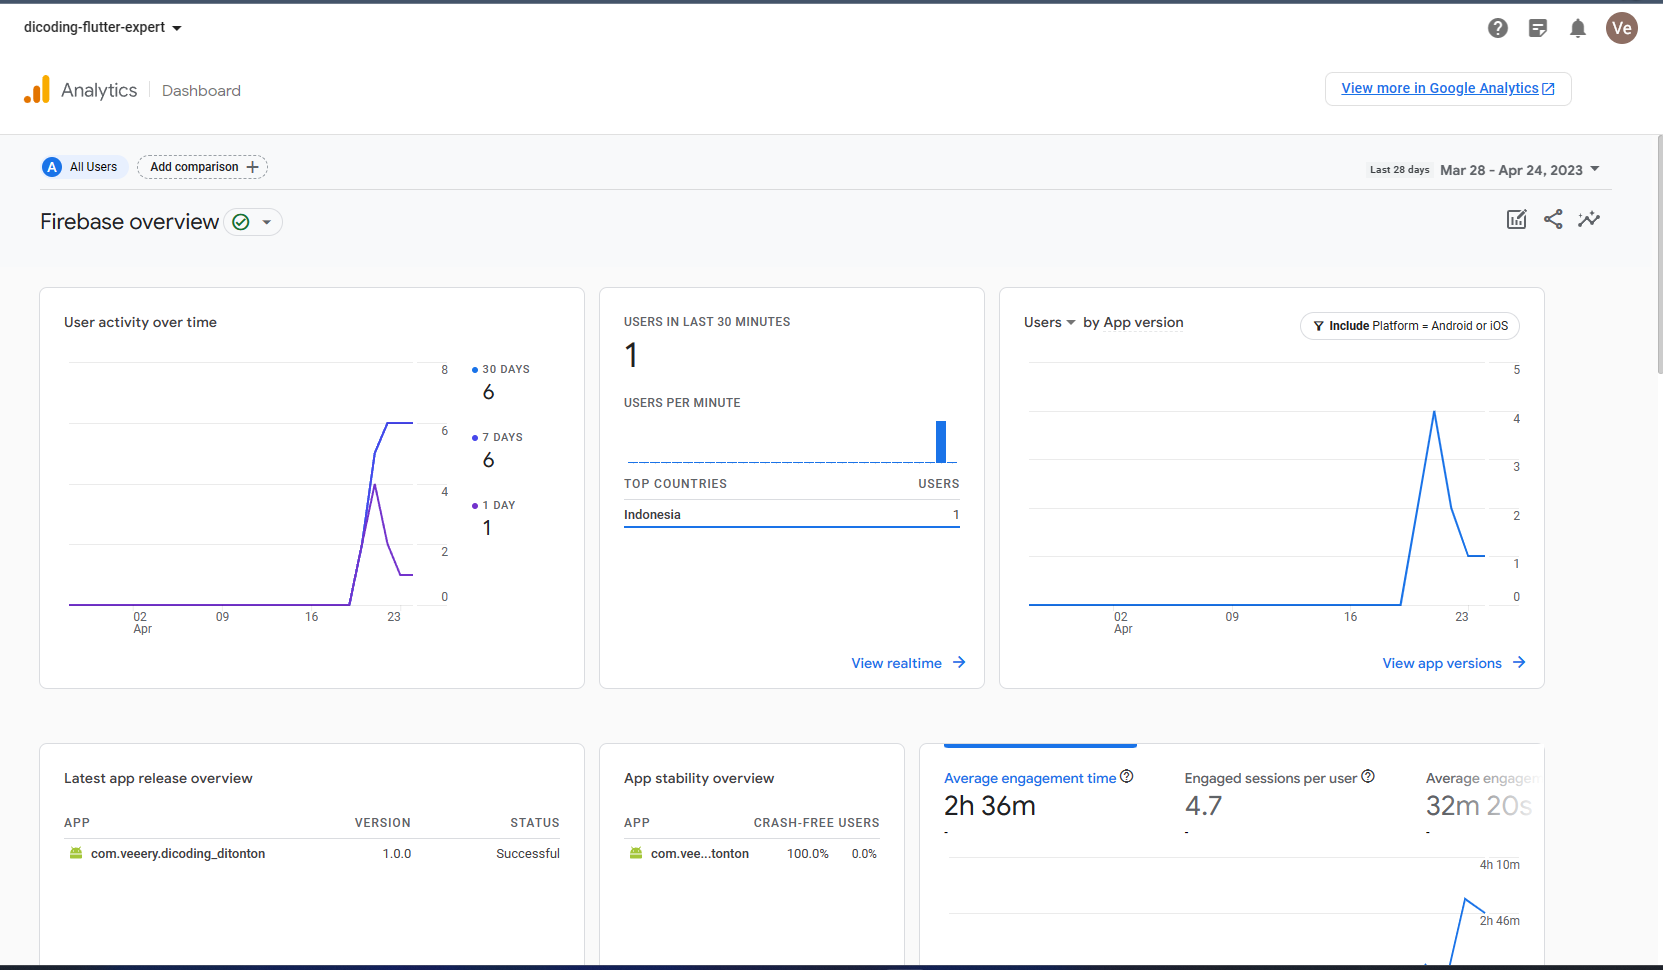 dicoding-flutter-expert
Ve
Analytics
Dashboard
View more in Google Analytics
A All Users
Add comparison
Last 28 days Mar 28 - Apr 24, 2023
Firebase overview
User activity over time
8
6
4
2
0
02
Apr
09
16
23
30 DAYS
6
7 DAYS
6
1 DAY
1
USERS IN LAST 30 MINUTES
1
USERS PER MINUTE
TOP COUNTRIES USERS
Indonesia 1
View realtime
Users by App version
Include Platform = Android or iOS
5
4
3
2
1
0
02
Apr
09
16
23
View app versions
Latest app release overview
APP VERSION STATUS
com.veeery.dicoding_ditonton 1.0.0 Successful
App stability overview
APP CRASH-FREE USERS
com.vee...tonton 100.0% 0.0%
Average engagement time
2h 36m
-
Engaged sessions per user
4.7
-
Average engagen
32m 20s
-
4h 10m
2h 46m